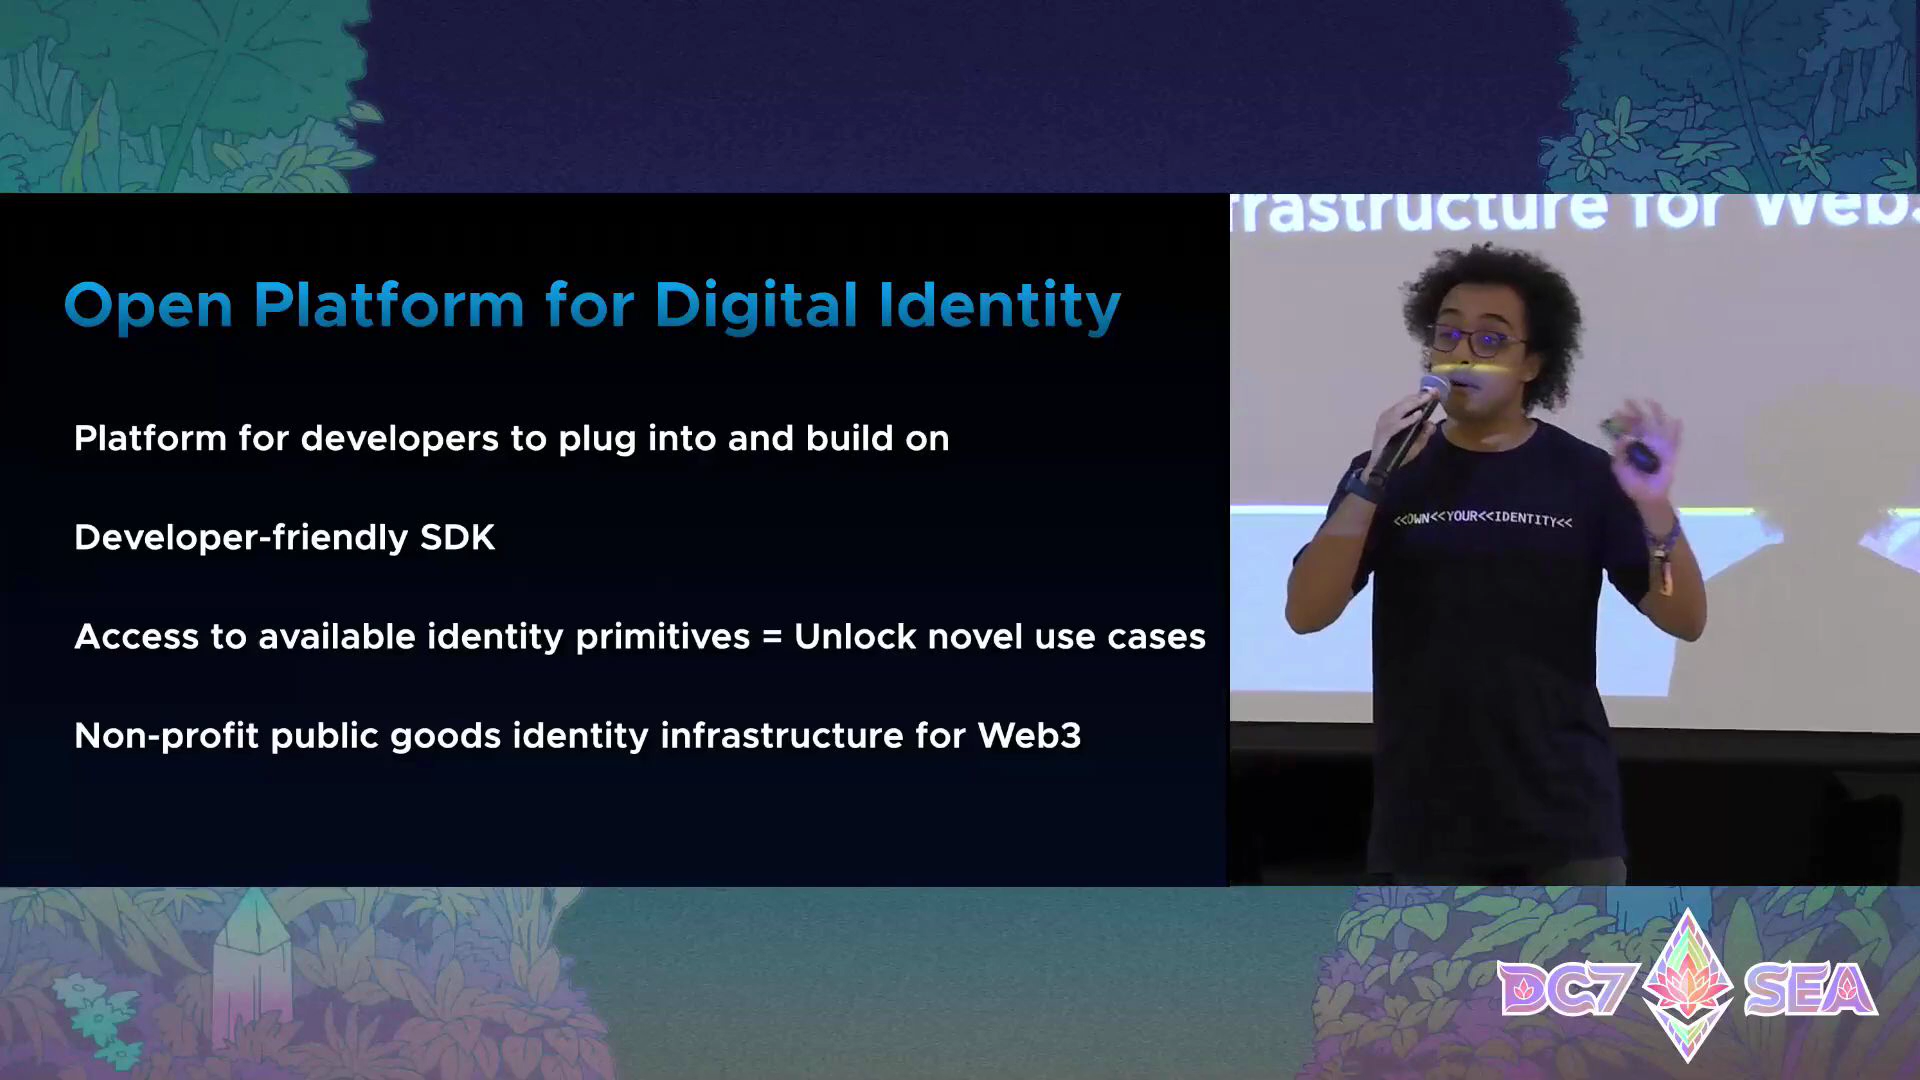 Open Platform for Digital Identity
Platform for developers to plug into and build on
Developer-friendly SDK
Access to available identity primitives = Unlock novel use cases
Non-profit public goods identity infrastructure for Web3
frastructure for Web3
<<OWN<<YOUR<<IDENTITY<<
DC7 SEA